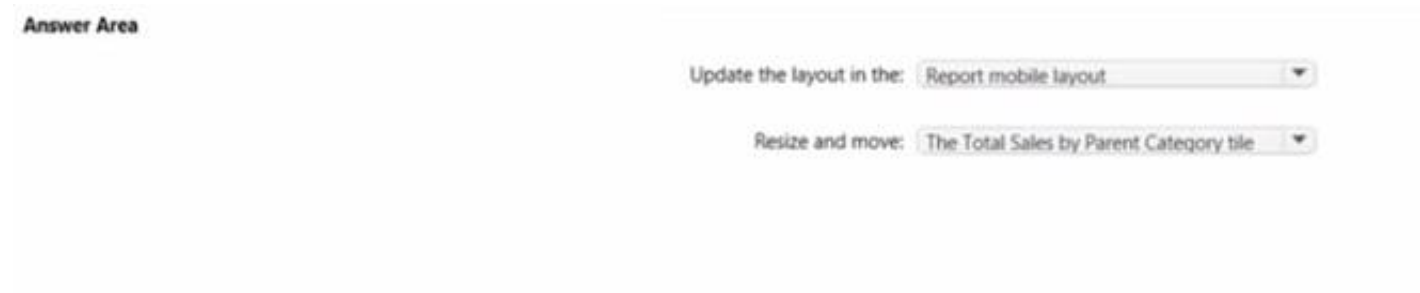 Answer Area
Update the layout in the: Report mobile layout
Resize and move: The Total Sales by Parent Category tile